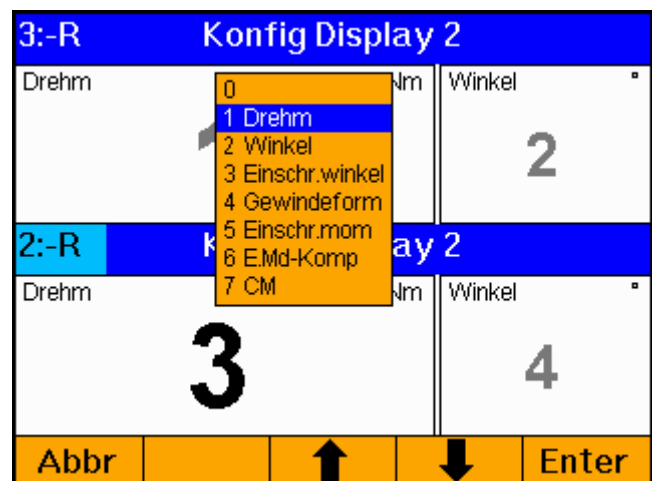 3:-R Konfig Display 2
Drehm Nm Winkel °
2
0
1 Drehm
2 Winkel
3 Einschr.winkel
4 Gewindeform
5 Einschr.mom
6 E.Md-Komp
7 CM
2:-R K ay 2
Drehm Nm Winkel °
3 4
Abbr ↑ ↓ Enter